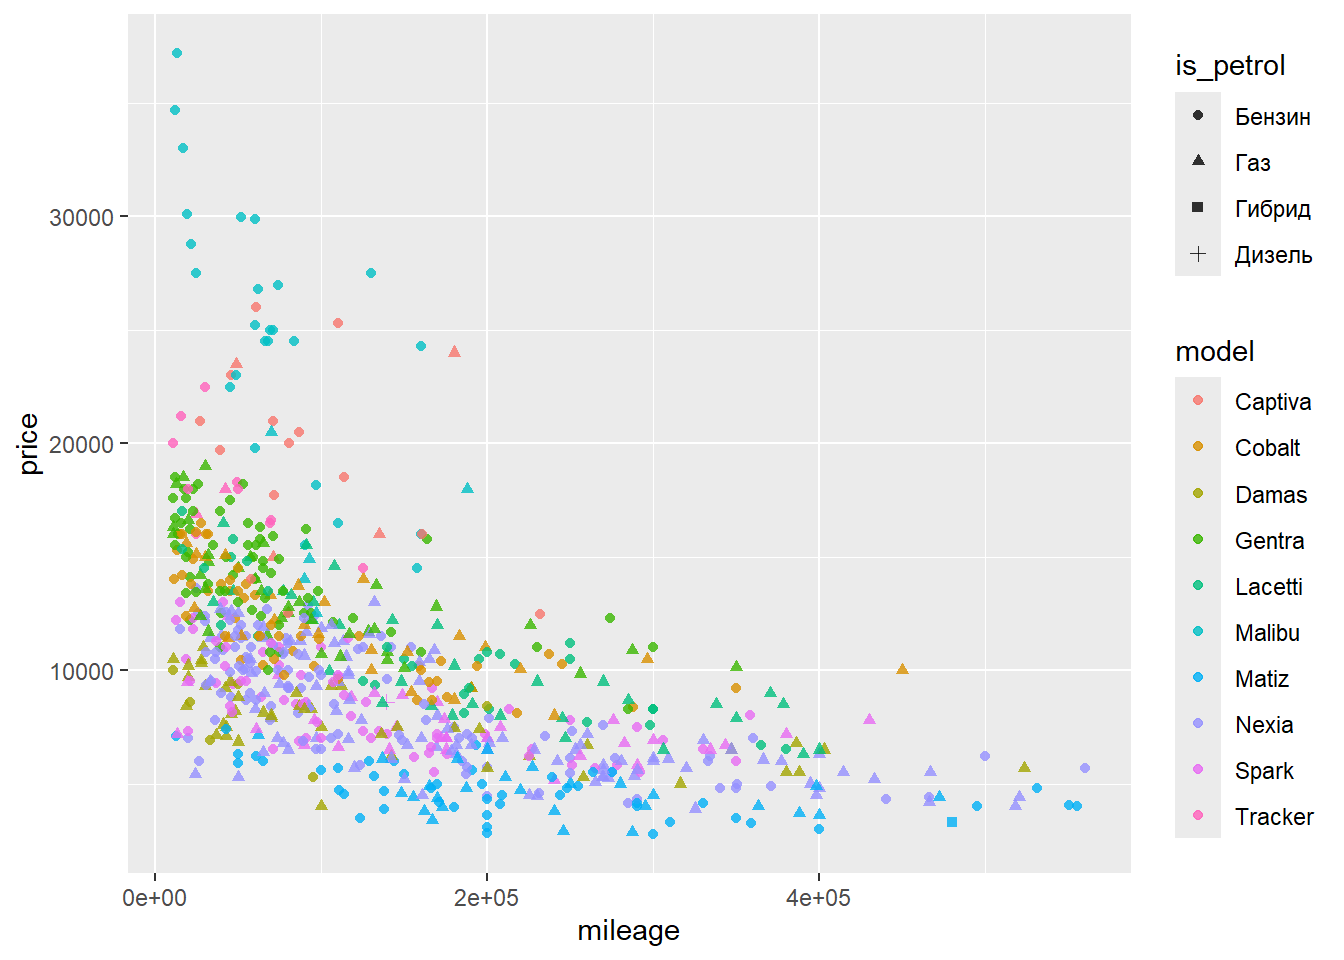 price
30000
20000
10000
0e+00
2e+05
4e+05
mileage
is_petrol
Бензин
Газ
Гибрид
Дизель
model
Captiva
Cobalt
Damas
Gentra
Lacetti
Malibu
Matiz
Nexia
Spark
Tracker